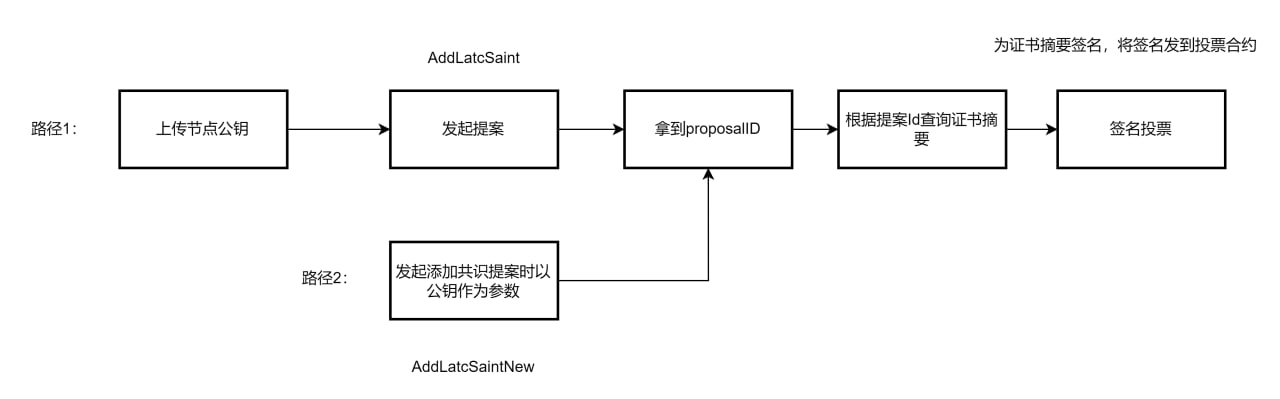 为证书摘要签名，将签名发到投票合约
AddLatcSaint
路径1：
上传节点公钥
发起提案
拿到proposalID
根据提案Id查询证书摘
要
签名投票
路径2：
发起添加共识提案时以
公钥作为参数
AddLatcSaintNew